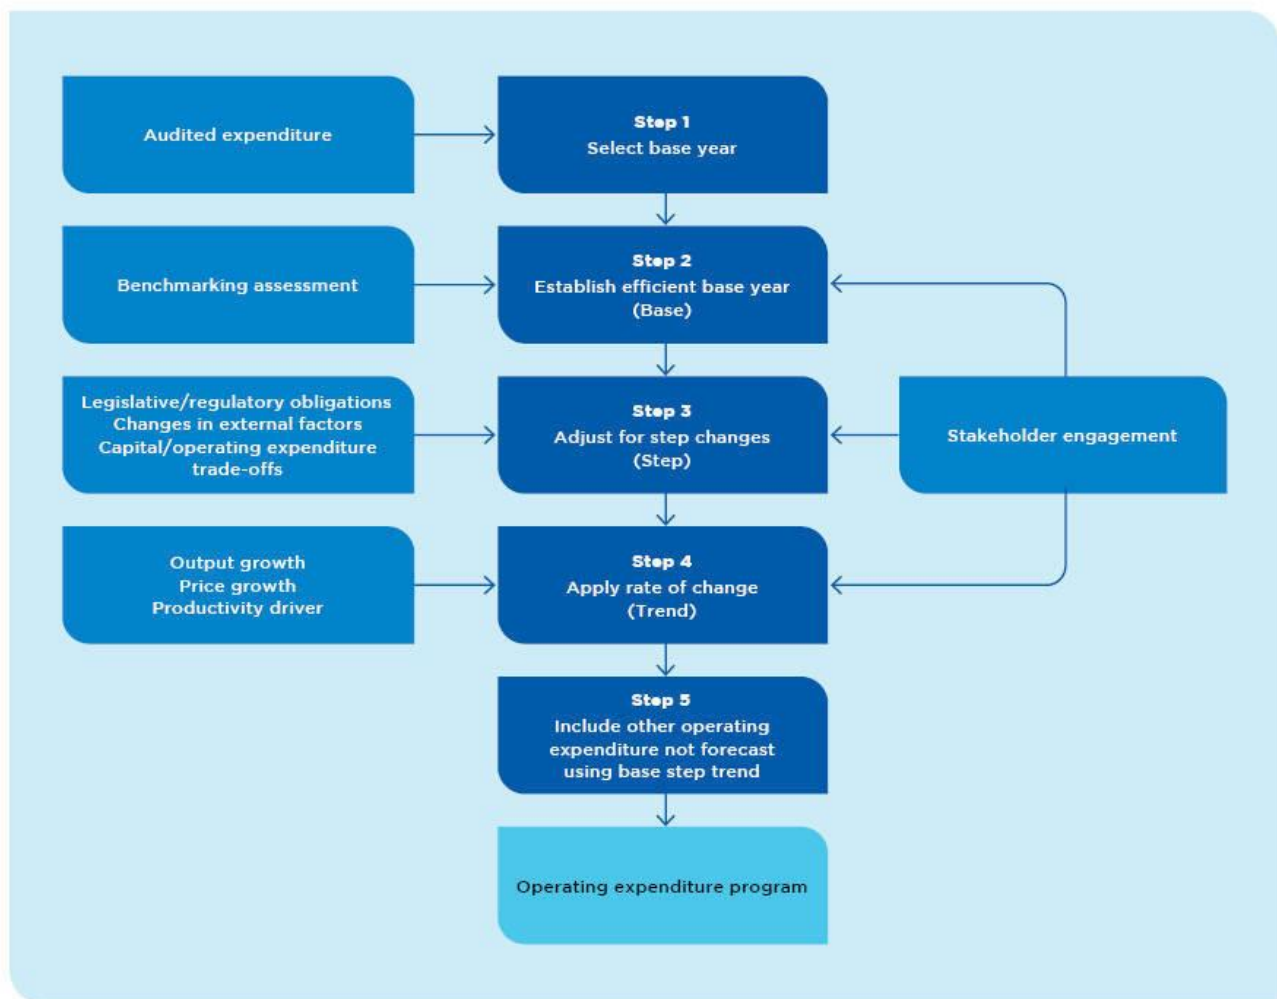 Audited expenditure
Step 1
Select base year
Benchmarking assessment
Step 2
Establish efficient base year
(Base)
Legislative/regulatory obligations
Changes in external factors
Capital/operating expenditure
trade-offs
Step 3
Adjust for step changes
(Step)
Stakeholder engagement
Output growth
Price growth
Productivity driver
Step 4
Apply rate of change
(Trend)
Step 5
Include other operating
expenditure not forecast
using base step trend
Operating expenditure program